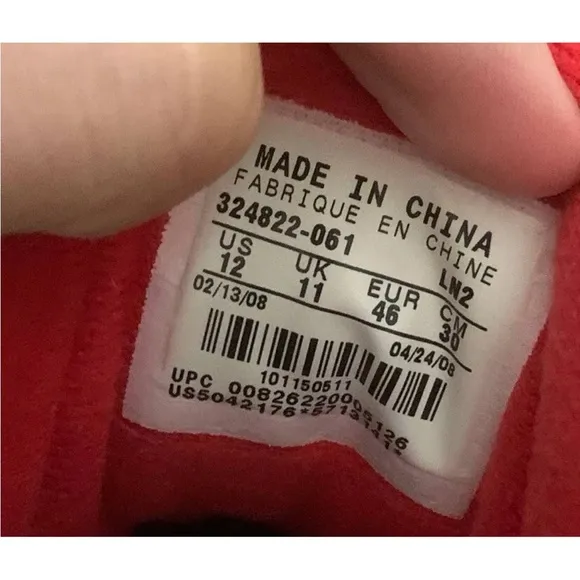 MADE IN CHINA
FABRIQUE EN CHINE
324822-061 LN2
US UK EUR CM
12 11 46 30
02/13/08 04/24/08
101150511
UPC 00826220005126
US5042176*